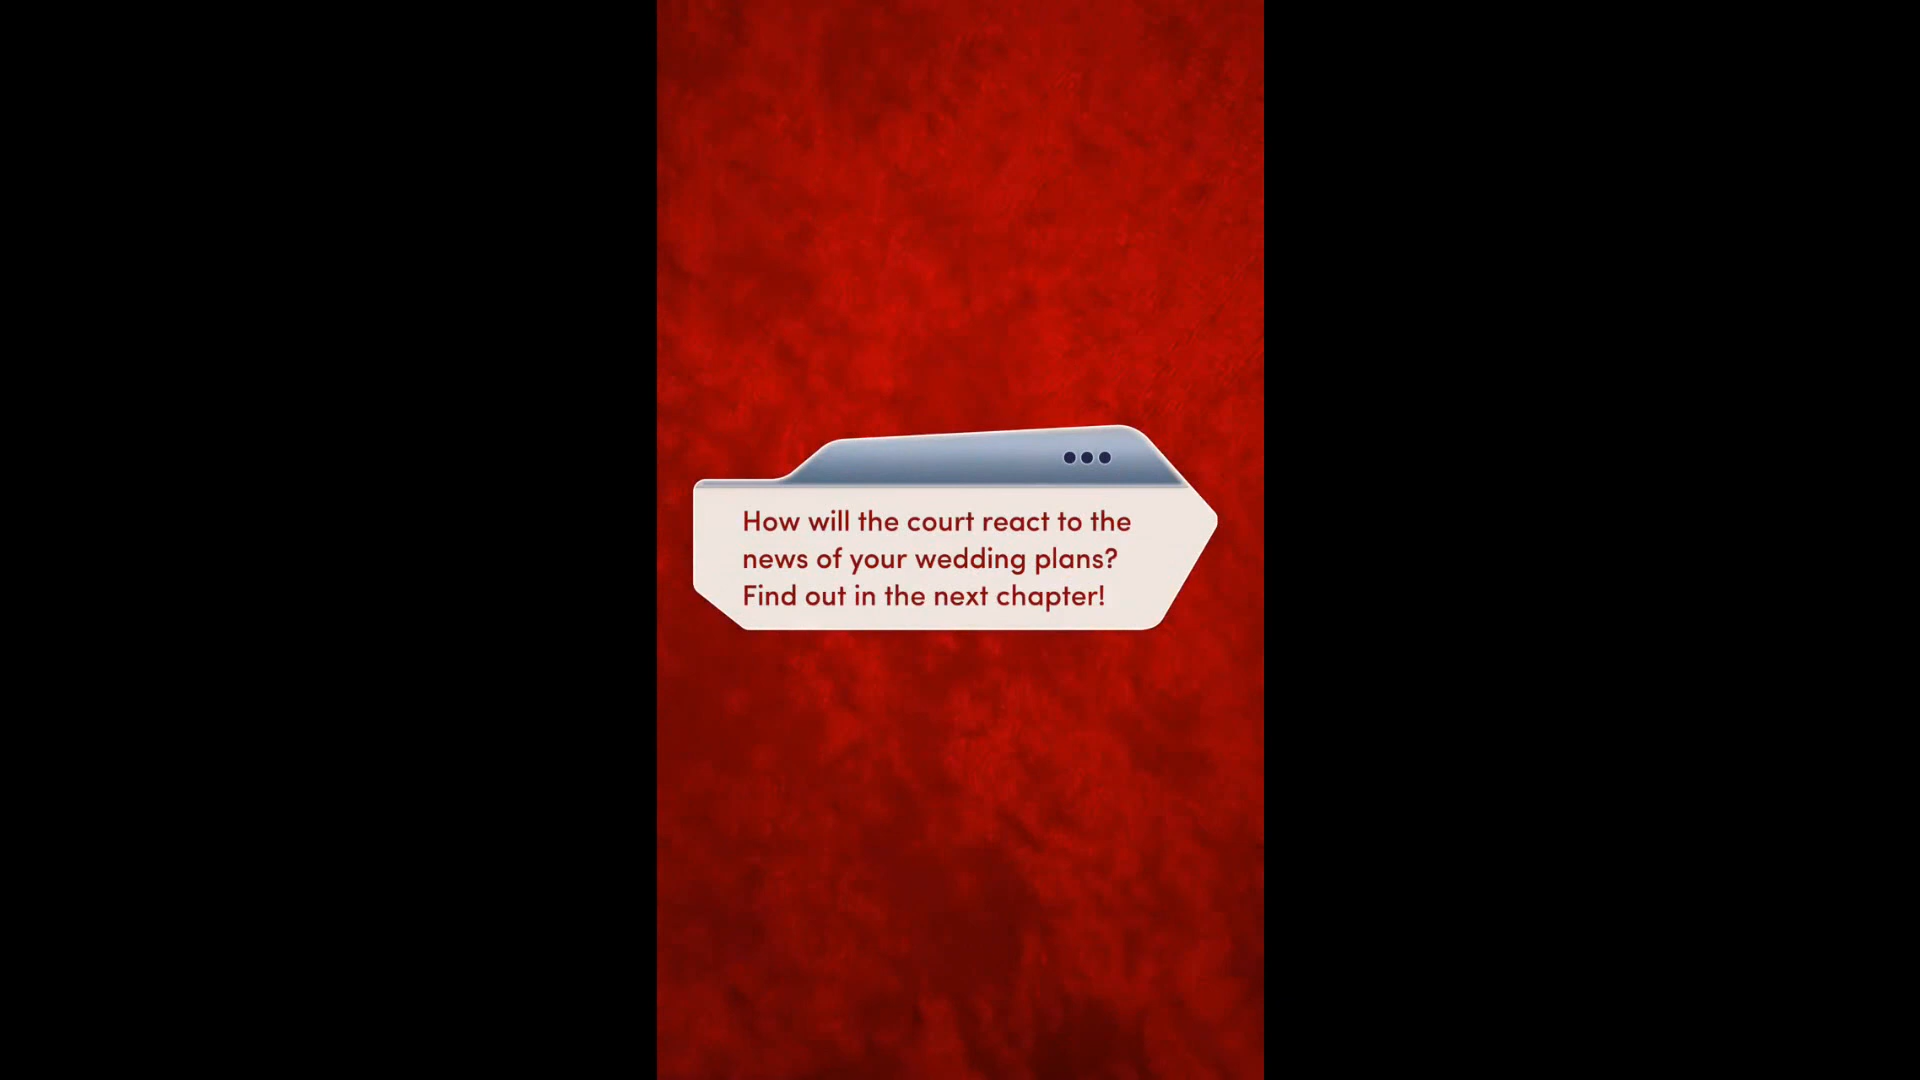 How will the court react to the
news of your wedding plans?
Find out in the next chapter!